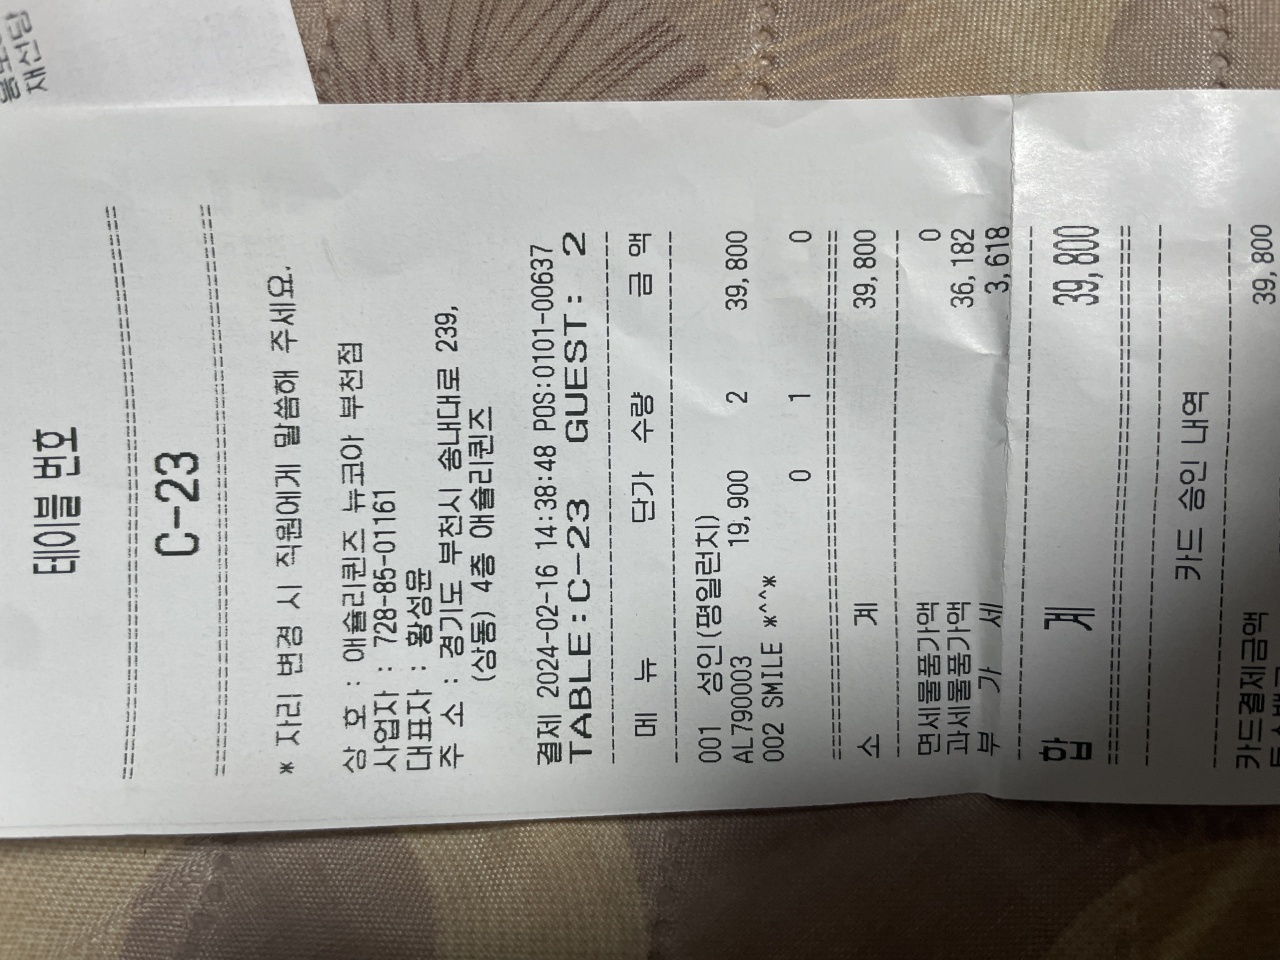 재신당
테이블 번호
C-23
* 자리 변경 시 직원에게 말씀해 주세요.
상 호 : 애슐리퀸즈 뉴코아 부천점
사업자 : 728-85-01161
대표자 : 황성윤
주 소 : 경기도 부천시 송내대로 239,
(상동) 4층 애슐리퀸즈
결제 2024-02-16 14:38:48 POS:0101-00637
TABLE:C-23 GUEST: 2
메 뉴 단가 수량 금 액
001 성인(평일런치)
AL790003 19,900 2 39,800
002 SMILE *^^*
0 1 0
소 계 39,800
면세물품가액 0
과세물품가액 36,182
부 가 세 3,618
합 계 39,800
카드 승인 내역
카드결제금액 39,800